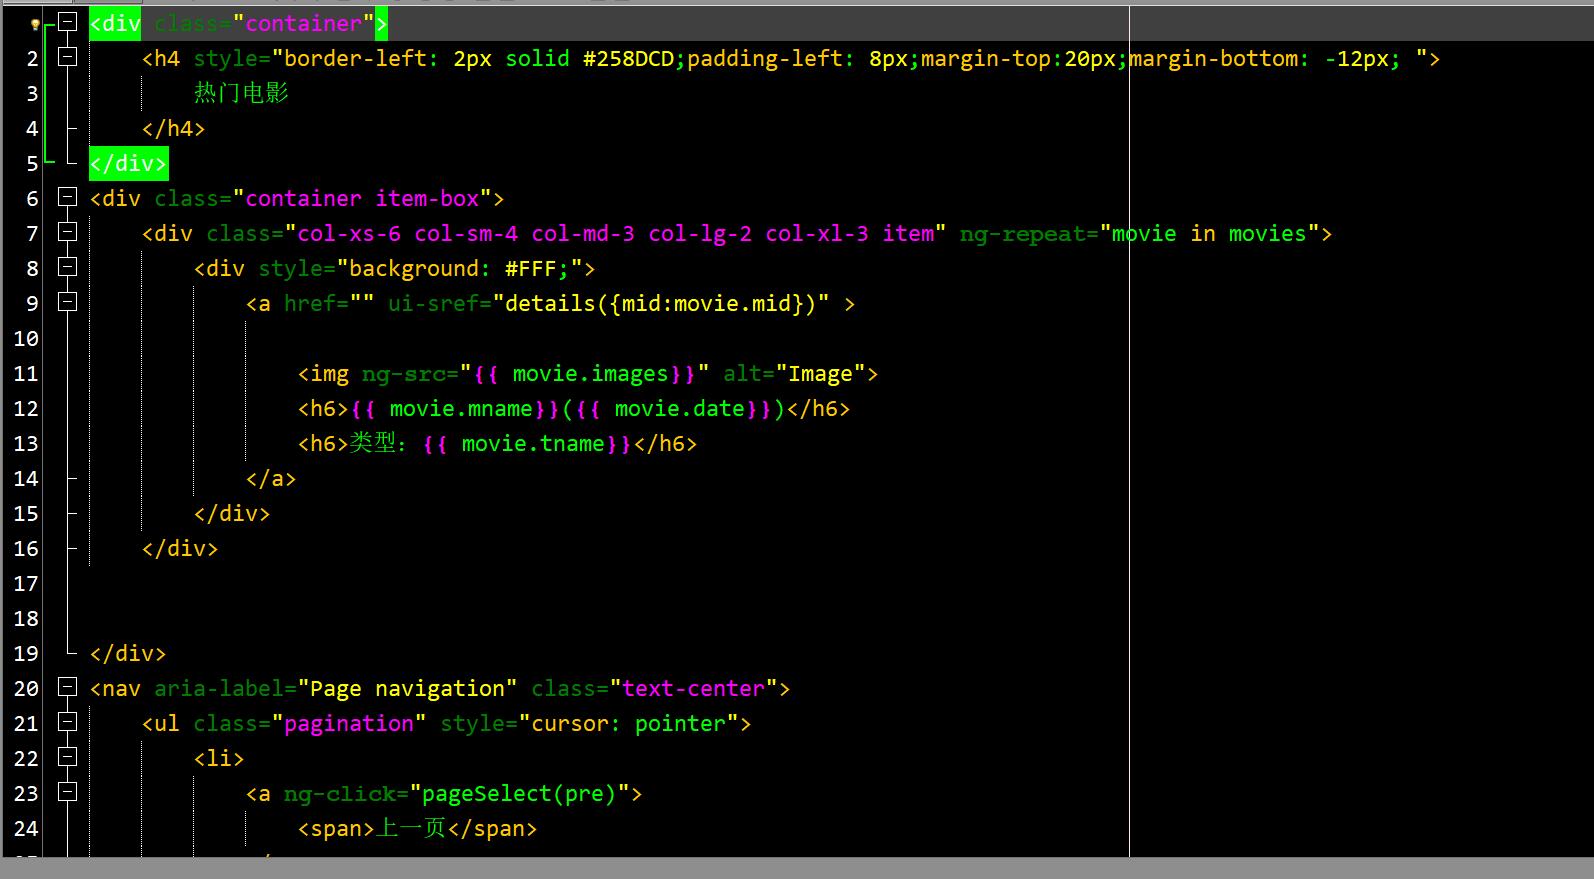 <div class="container">
2 <h4 style="border-left: 2px solid #258DCD;padding-left: 8px;margin-top:20px;margin-bottom: -12px; ">
3 热门电影
4 </h4>
5 </div>
6 <div class="container item-box">
7 <div class="col-xs-6 col-sm-4 col-md-3 col-lg-2 col-xl-3 item" ng-repeat="movie in movies">
8 <div style="background: #FFF;">
9 <a href="" ui-sref="details({mid:movie.mid})" >
10
11 <img ng-src="{{ movie.images}}" alt="Image">
12 <h6>{{ movie.mname}}({{ movie.date}})</h6>
13 <h6>类型：{{ movie.tname}}</h6>
14 </a>
15 </div>
16 </div>
17
18
19 </div>
20 <nav aria-label="Page navigation" class="text-center">
21 <ul class="pagination" style="cursor: pointer">
22 <li>
23 <a ng-click="pageSelect(pre)">
24 <span>上一页</span>